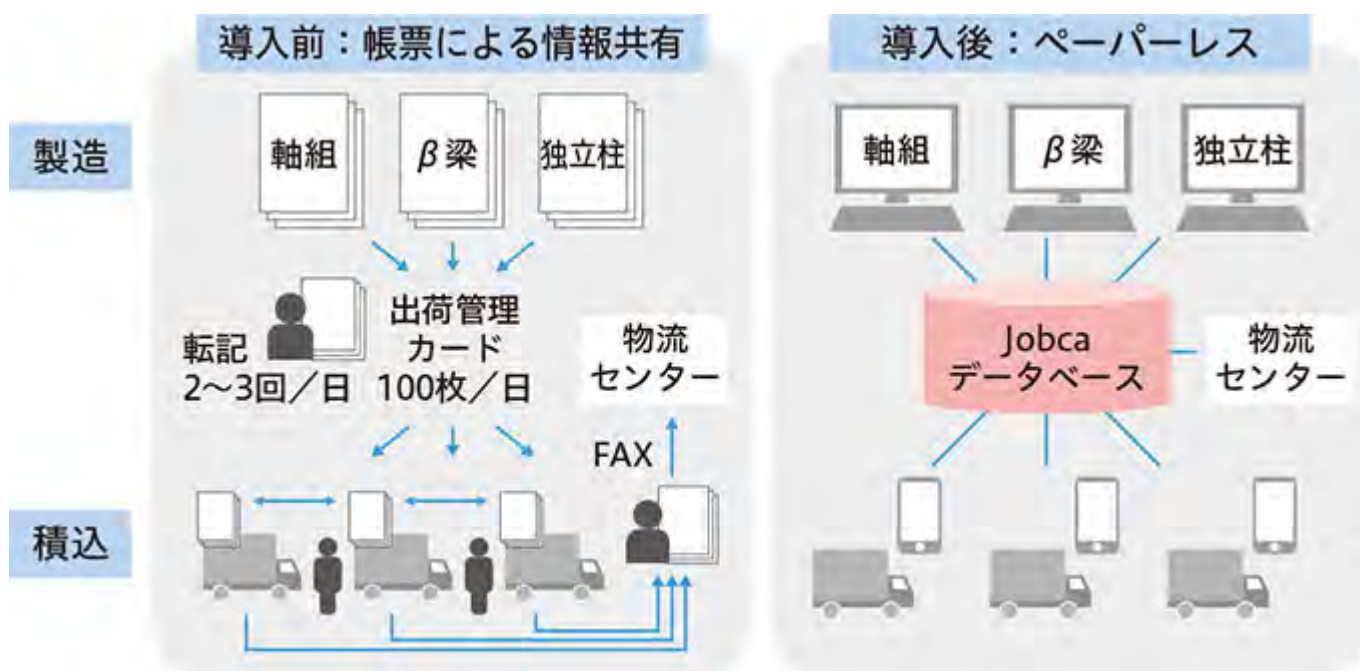 導入前：帳票による情報共有
導入後：ペーパーレス
製造
軸組
β梁
独立柱
軸組
β梁
独立柱
転記
2〜3回／日
出荷管理
カード
100枚／日
物流
センター
FAX
Jobca
データベース
物流
センター
積込